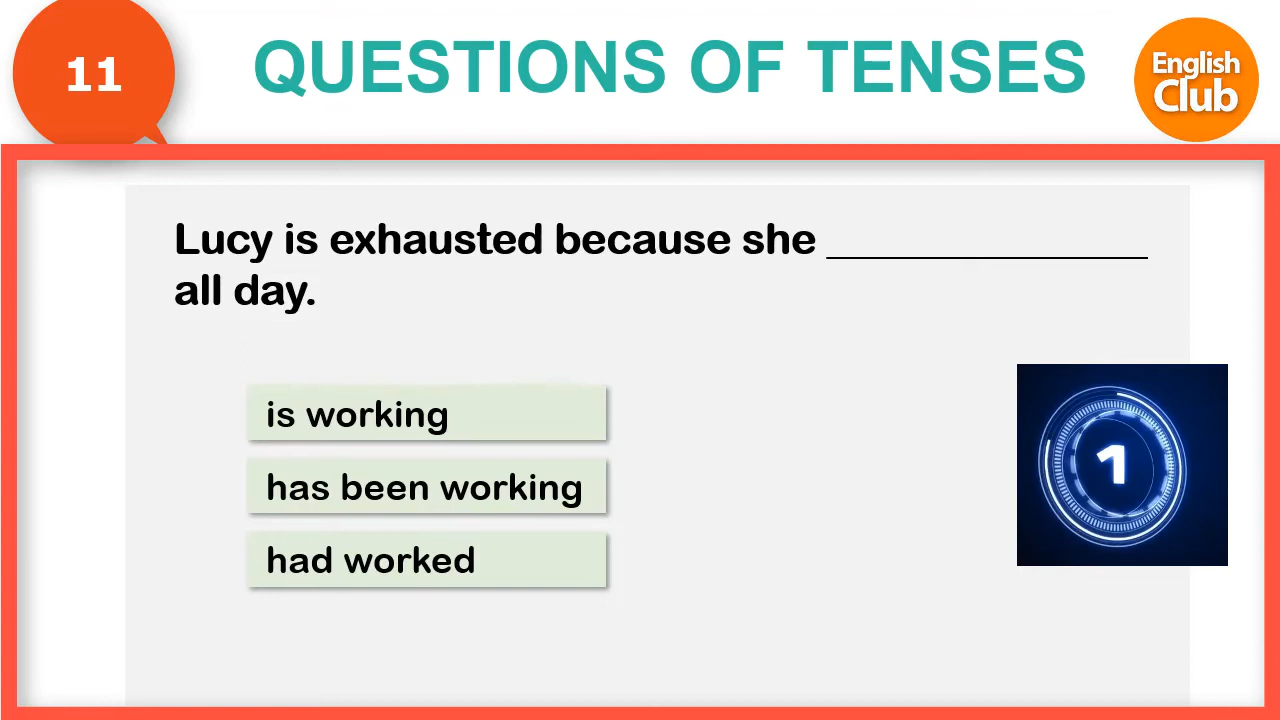 11
QUESTIONS OF TENSES
English
Club
Lucy is exhausted because she ________________
all day.
is working
has been working
had worked
1